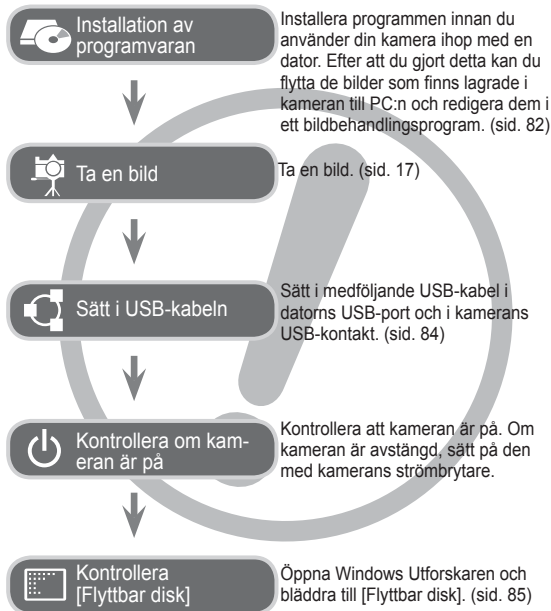 Installation av
programvaran
Installera programmen innan du
använder din kamera ihop med en
dator. Efter att du gjort detta kan du
flytta de bilder som finns lagrade i
kameran till PC:n och redigera dem i
ett bildbehandlingsprogram. (sid. 82)
Ta en bild
Ta en bild. (sid. 17)
Sätt i USB-kabeln
Sätt i medföljande USB-kabel i
datorns USB-port och i kamerans
USB-kontakt. (sid. 84)
Kontrollera om kam-
eran är på
Kontrollera att kameran är på. Om
kameran är avstängd, sätt på den
med kamerans strömbrytare.
Kontrollera
[Flyttbar disk]
Öppna Windows Utforskaren och
bläddra till [Flyttbar disk]. (sid. 85)